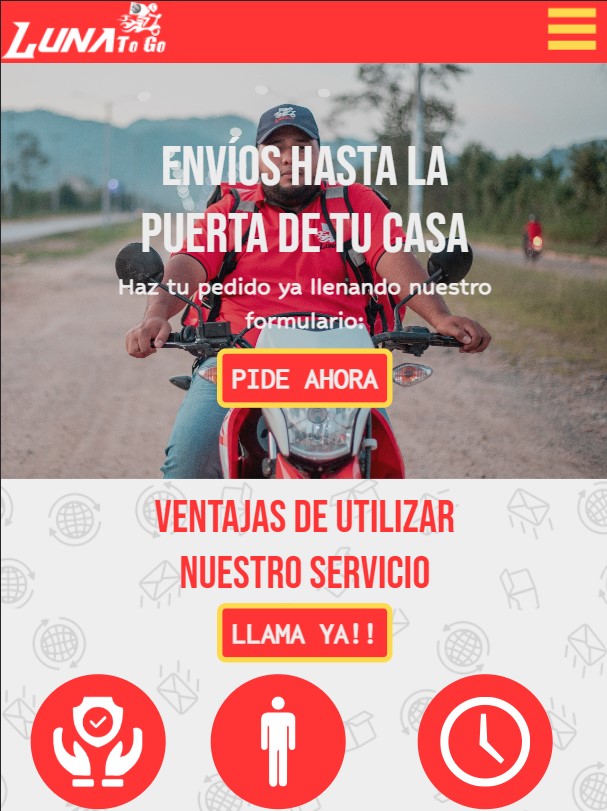 LUNA To Go
ENVÍOS HASTA LA
PUERTA DE TU CASA
Haz tu pedido ya llenando nuestro
formulario:
PIDE AHORA
VENTAJAS DE UTILIZAR
NUESTRO SERVICIO
LLAMA YA!!